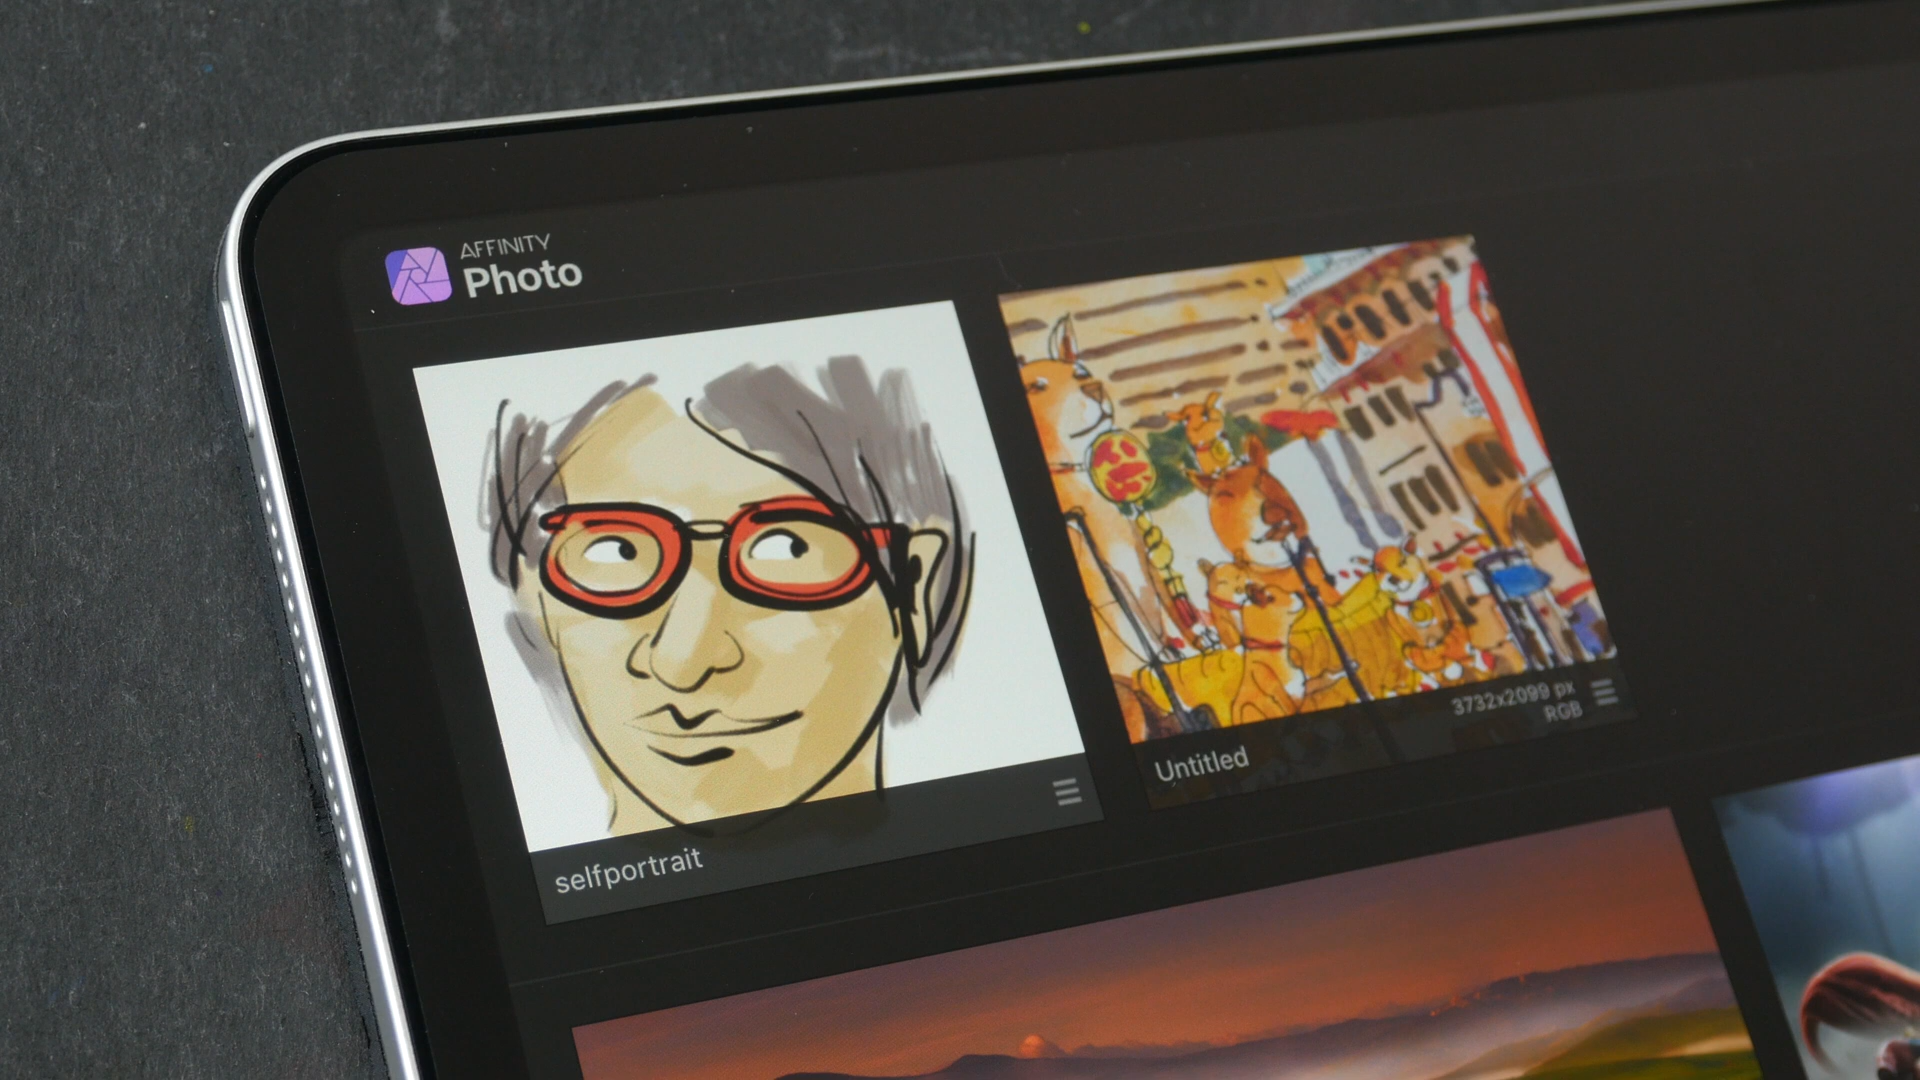 AFFINITY
Photo
selfportrait
Untitled
3732x2099 px
RGB